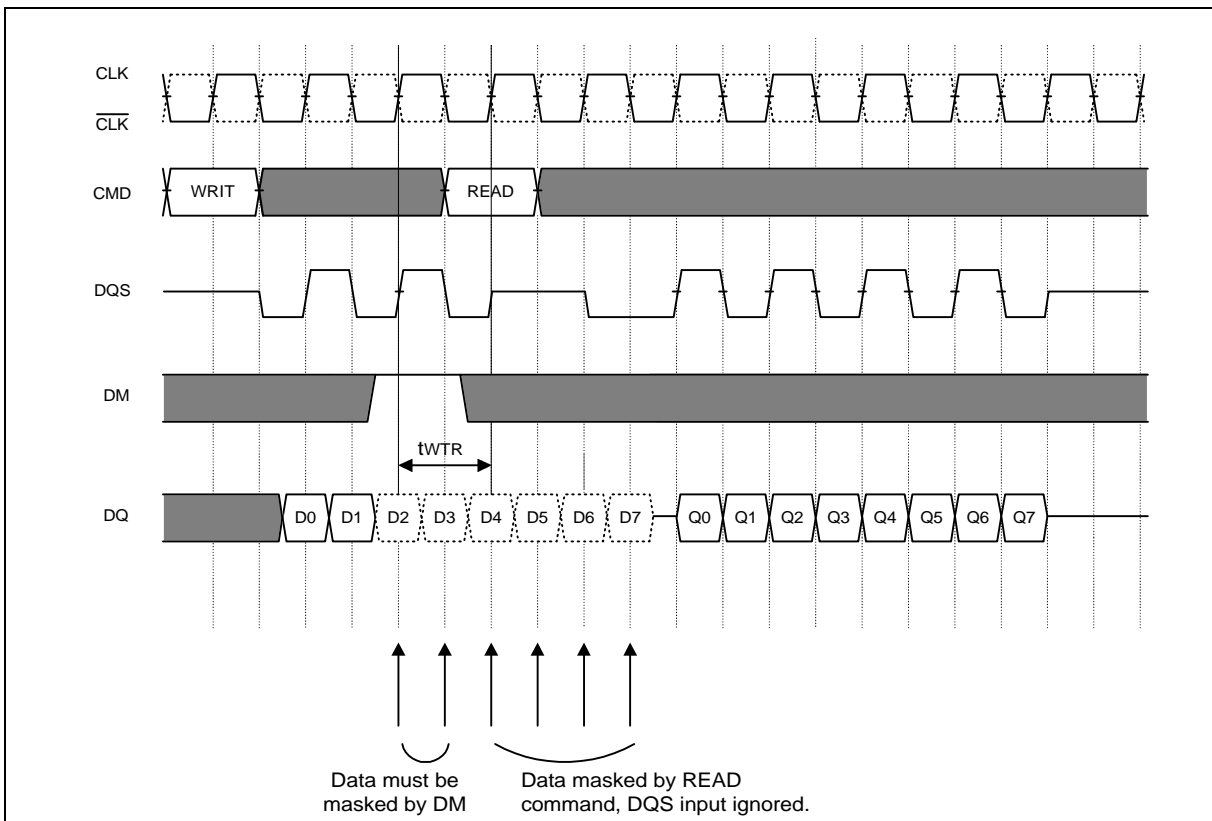 CLK
CLK
CMD WRIT READ
DQS
DM
tWTR
DQ D0 D1 D2 D3 D4 D5 D6 D7 Q0 Q1 Q2 Q3 Q4 Q5 Q6 Q7
Data must be
masked by DM
Data masked by READ
command, DQS input ignored.